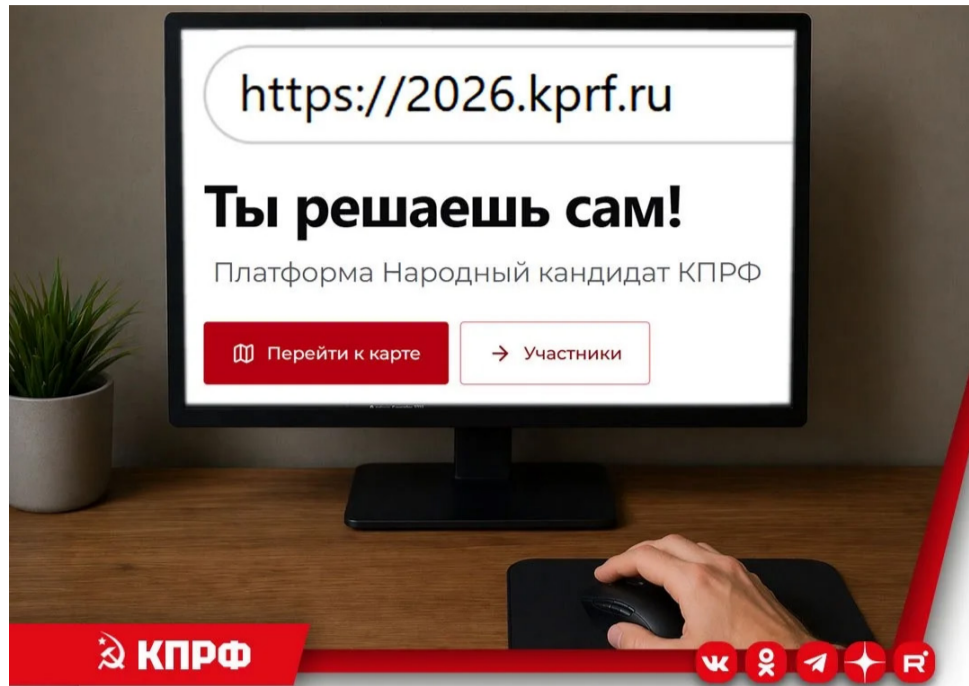 https://2026.kprf.ru
Ты решаешь сам!
Платформа Народный кандидат КПРФ
Перейти к карте
Участники
КПРФ